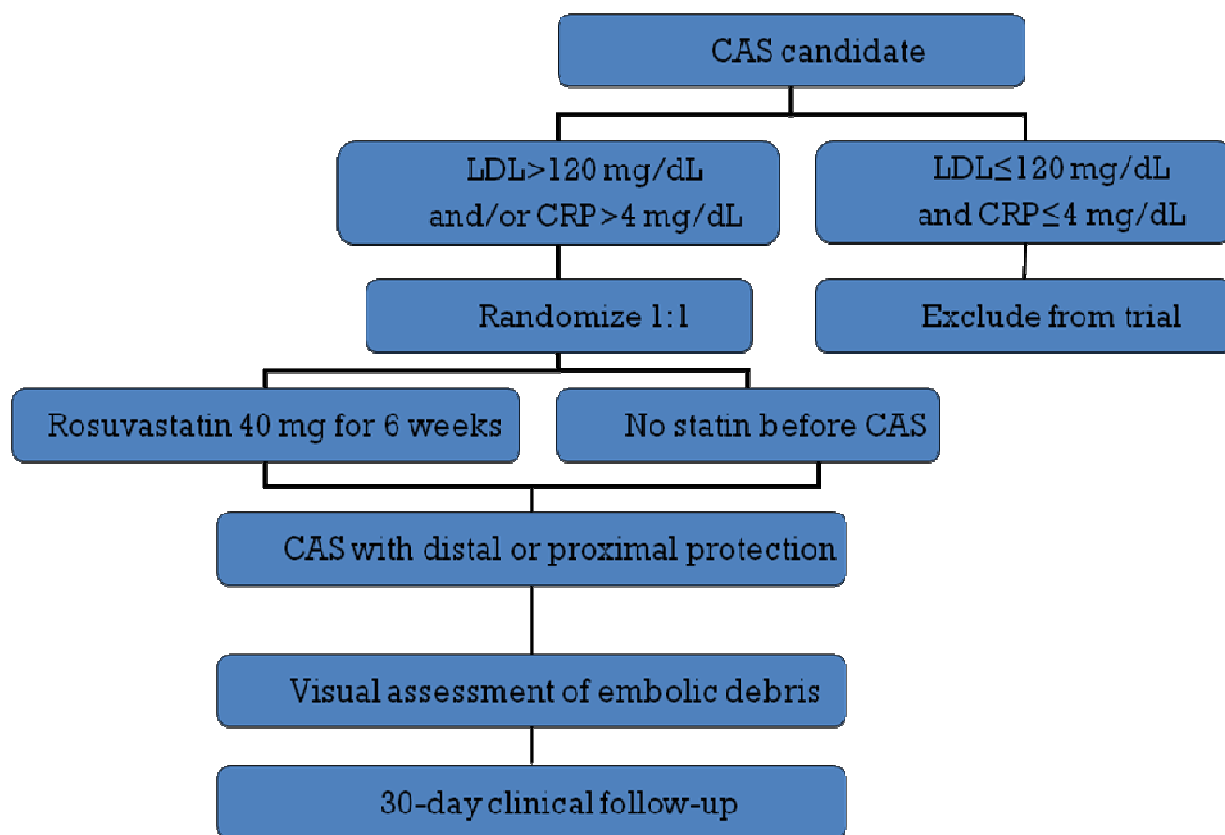 CAS candidate
LDL>120 mg/dL
and/or CRP>4 mg/dL
LDL≤120 mg/dL
and CRP≤4 mg/dL
Randomize 1:1
Exclude from trial
Rosuvastatin 40 mg for 6 weeks
No statin before CAS
CAS with distal or proximal protection
Visual assessment of embolic debris
30-day clinical follow-up